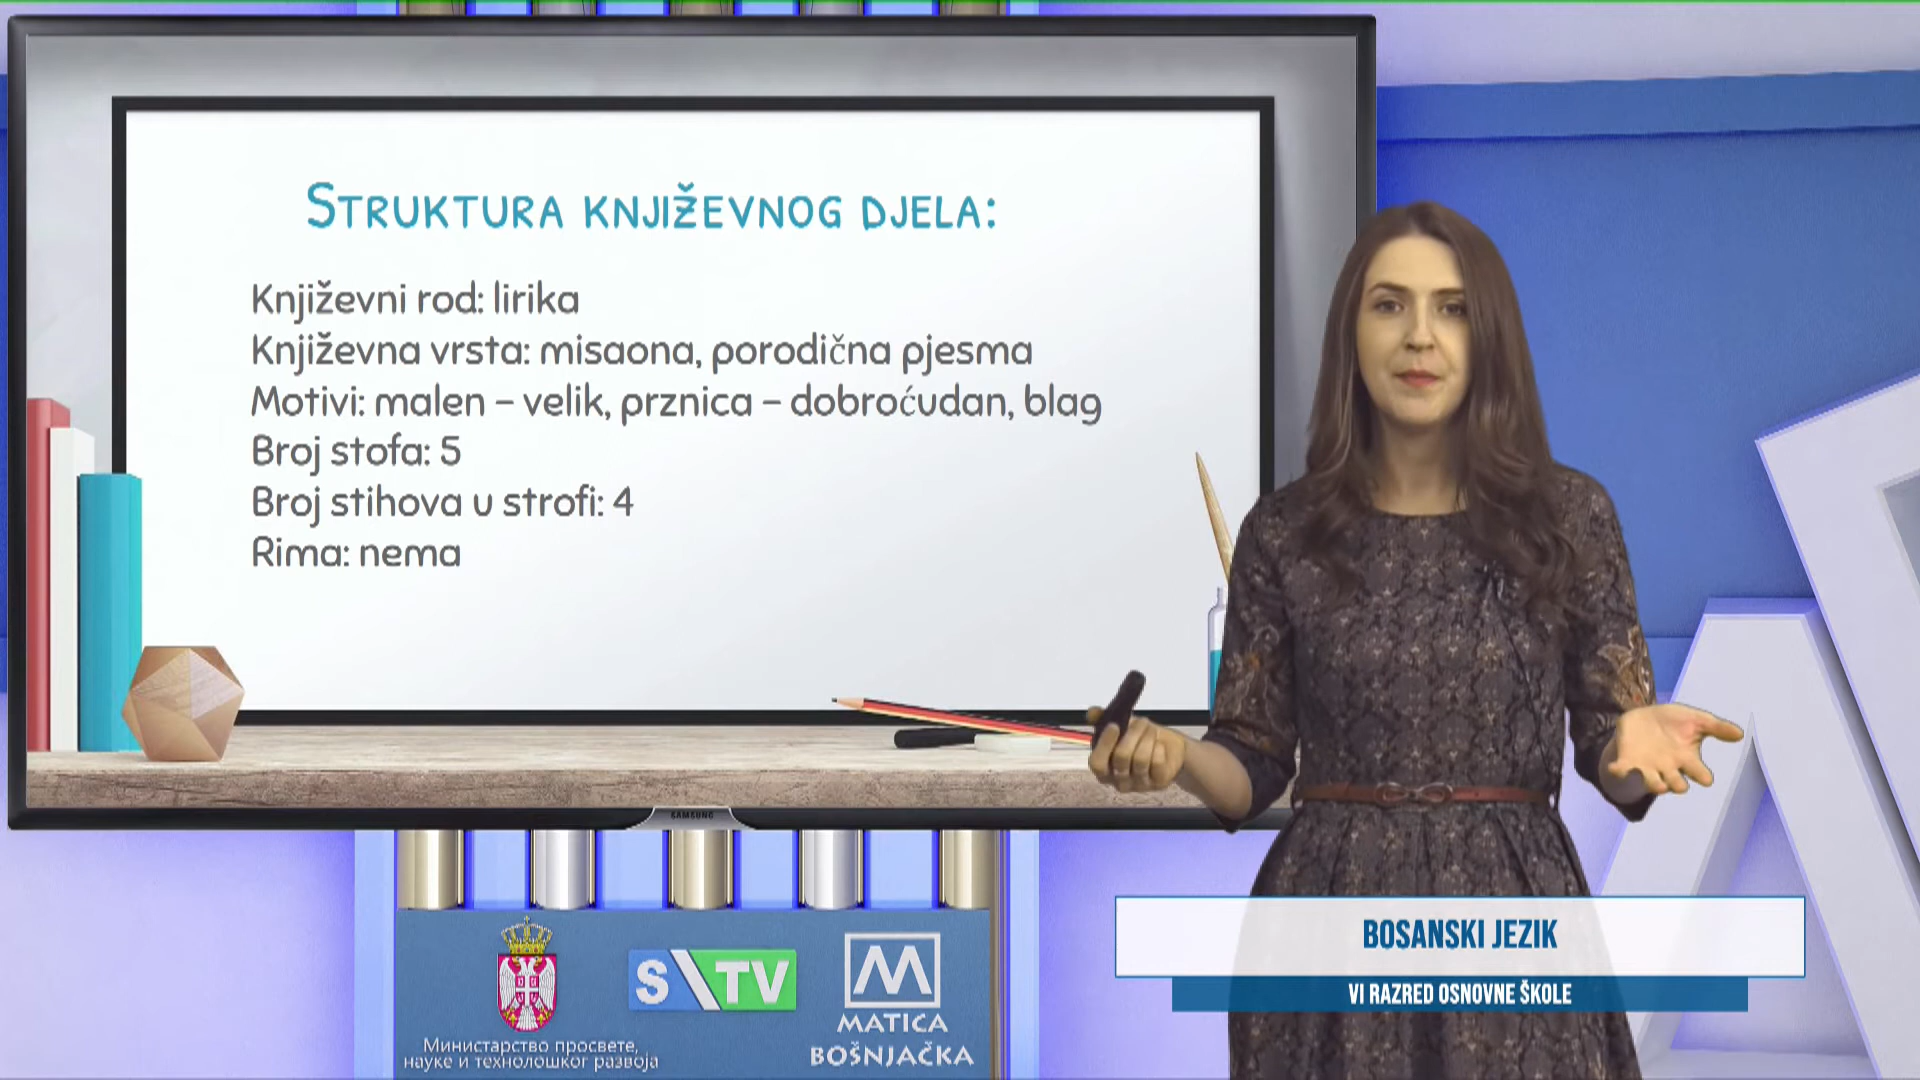 STRUKTURA KNJIŽEVNOG DJELA:
Književni rod: lirika
Književna vrsta: misaona, porodična pjesma
Motivi: malen – velik, prznica – dobroćudan, blag
Broj stofa: 5
Broj stihova u strofi: 4
Rima: nema
SAMSUNG
BOSANSKI JEZIK
VI RAZRED OSNOVNE ŠKOLE
Министарство просвете,
науке и технолошког развоја
S TV
M
MATICA
BOŠNJAČKA